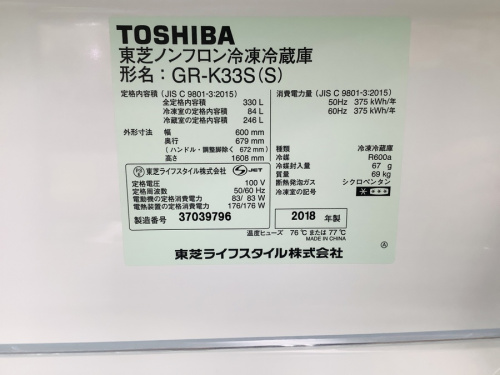 TOSHIBA
東芝ノンフロン冷凍冷蔵庫
形名：GR-K33S(S)
定格内容積（JIS C 9801-3:2015）
全定格内容積 330 L
冷凍室の定格内容積 84 L
冷蔵室の定格内容積 246 L
外形寸法 幅 600 mm
奥行 679 mm
(ハンドル・調整脚除く 672 mm)
高さ 1608 mm
消費電力量（JIS C 9801-3:2015）
50Hz 375 kWh/年
60Hz 375 kWh/年
種類 冷凍冷蔵庫
冷媒 R600a
冷媒封入量 67 g
質量 69 kg
断熱発泡ガス シクロペンタン
冷凍室の記号
東芝ライフスタイル株式会社 JET
定格電圧 100 V
定格周波数 50/60 Hz
電動機の定格消費電力 83/ 83 W
電熱装置の定格消費電力 176/176 W
製造番号 37039796
2018 年製
温度ヒューズ 76℃ または 77℃
MADE IN CHINA
Ⓐ
東芝ライフスタイル株式会社